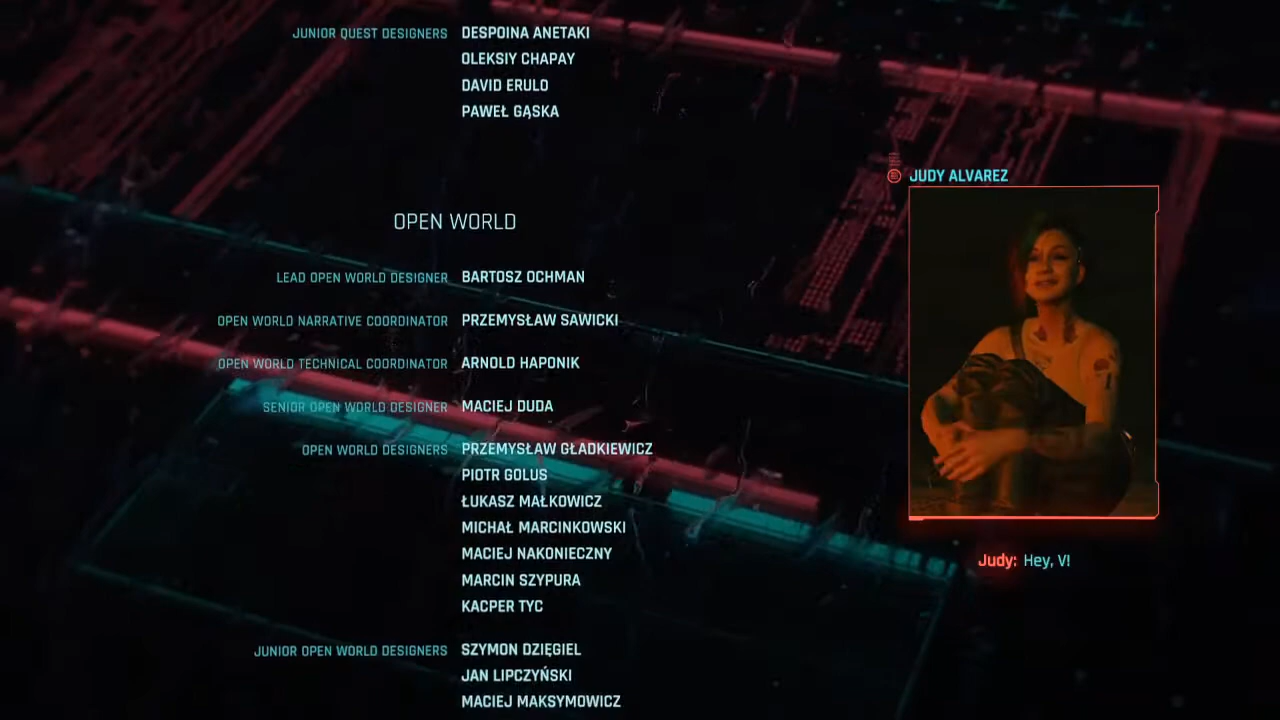 JUNIOR QUEST DESIGNERS DESPOINA ANETAKI
OLEKSIY CHAPAY
DAVID ERULO
PAWEŁ GĄSKA
JUDY ALVAREZ
OPEN WORLD
LEAD OPEN WORLD DESIGNER BARTOSZ OCHMAN
OPEN WORLD NARRATIVE COORDINATOR PRZEMYSŁAW SAWICKI
OPEN WORLD TECHNICAL COORDINATOR ARNOLD HAPONIK
SENIOR OPEN WORLD DESIGNER MACIEJ DUDA
OPEN WORLD DESIGNERS PRZEMYSŁAW GŁADKIEWICZ
PIOTR GOLUS
ŁUKASZ MAŁKOWICZ
MICHAŁ MARCINKOWSKI
MACIEJ NAKONIECZNY
MARCIN SZYPURA
KACPER TYC
Judy: Hey, V!
JUNIOR OPEN WORLD DESIGNERS SZYMON DZIĘGIEL
JAN LIPCZYŃSKI
MACIEJ MAKSYMOWICZ